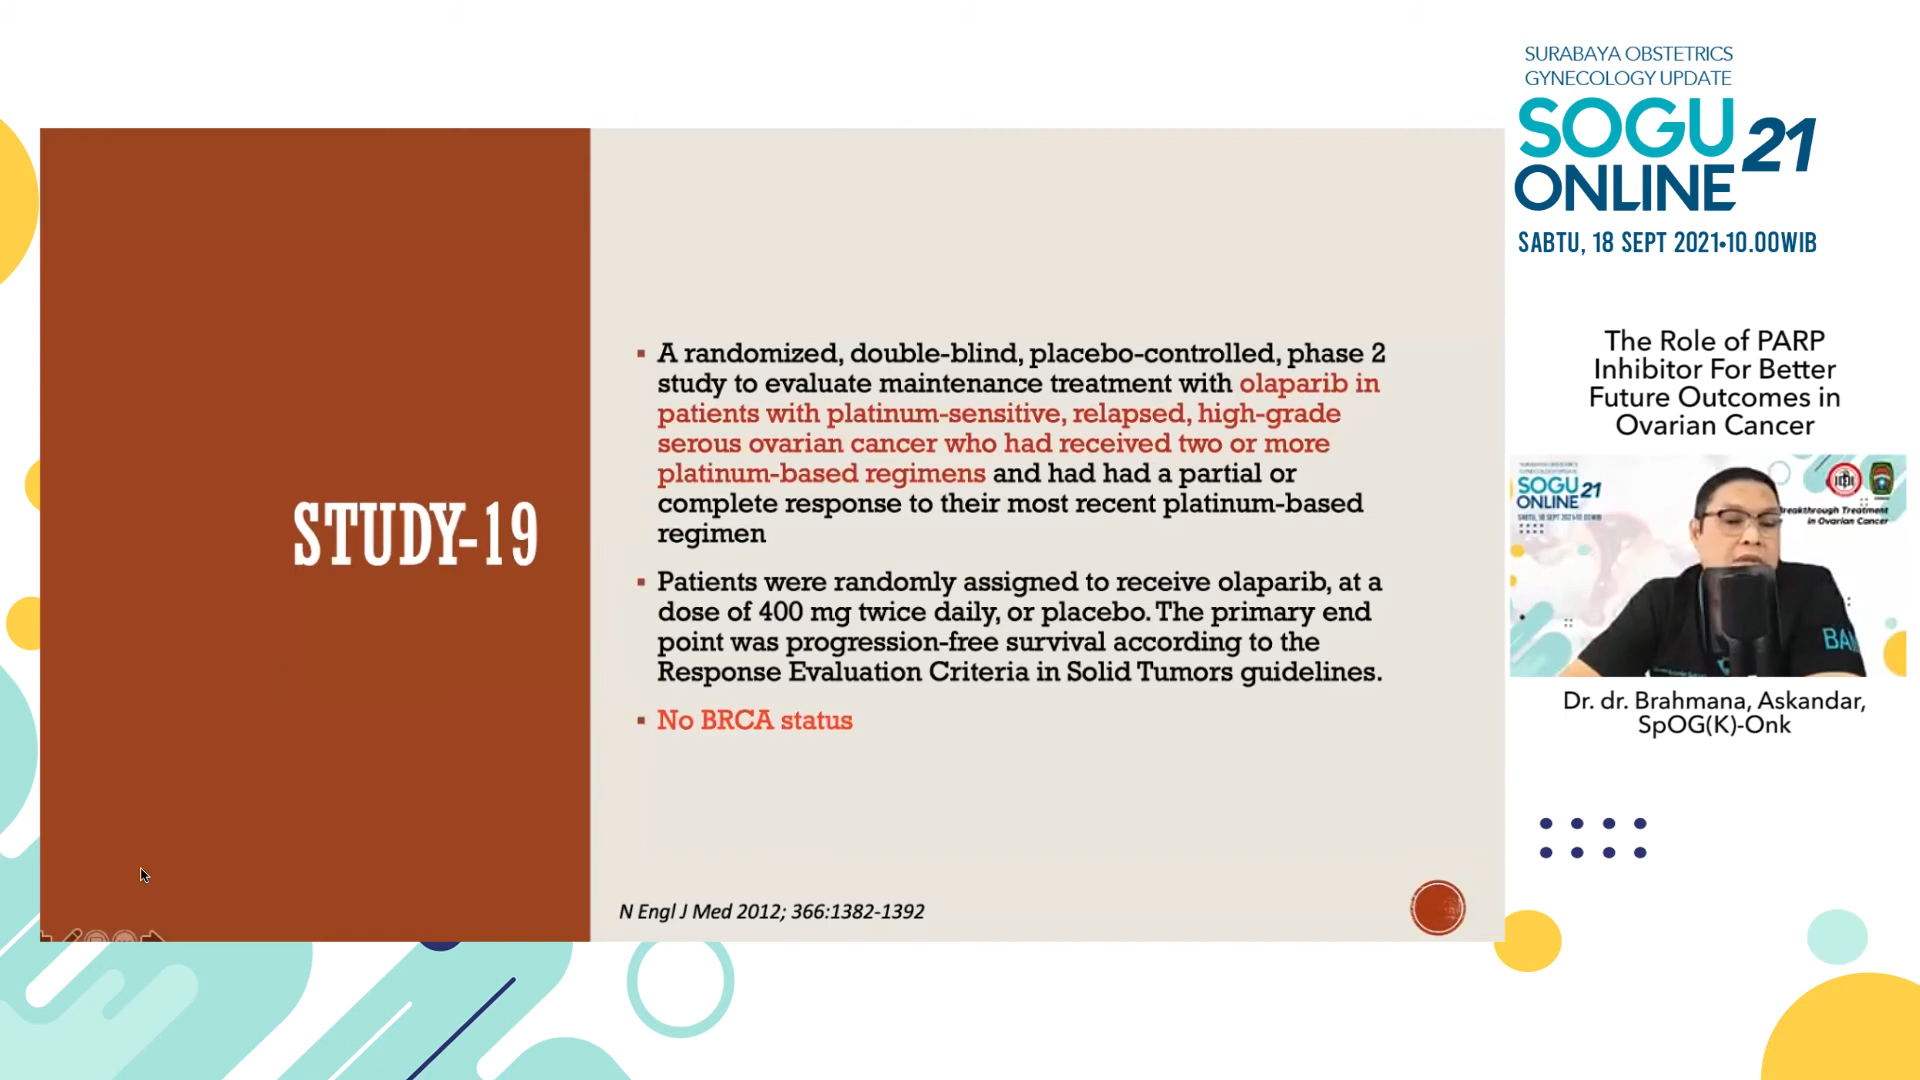 SURABAYA OBSTETRICS
GYNECOLOGY UPDATE
SOGU 21
ONLINE
SABTU, 18 SEPT 2021•10.00WIB
STUDY-19
A randomized, double-blind, placebo-controlled, phase 2
study to evaluate maintenance treatment with olaparib in
patients with platinum-sensitive, relapsed, high-grade
serous ovarian cancer who had received two or more
platinum-based regimens and had had a partial or
complete response to their most recent platinum-based
regimen
Patients were randomly assigned to receive olaparib, at a
dose of 400 mg twice daily, or placebo. The primary end
point was progression-free survival according to the
Response Evaluation Criteria in Solid Tumors guidelines.
No BRCA status
N Engl J Med 2012; 366:1382-1392
The Role of PARP
Inhibitor For Better
Future Outcomes in
Ovarian Cancer
SOGU 21
ONLINE
Breakthrough Treatment
in Ovarian Cancer
Dr. dr. Brahmana, Askandar,
SpOG(K)-Onk